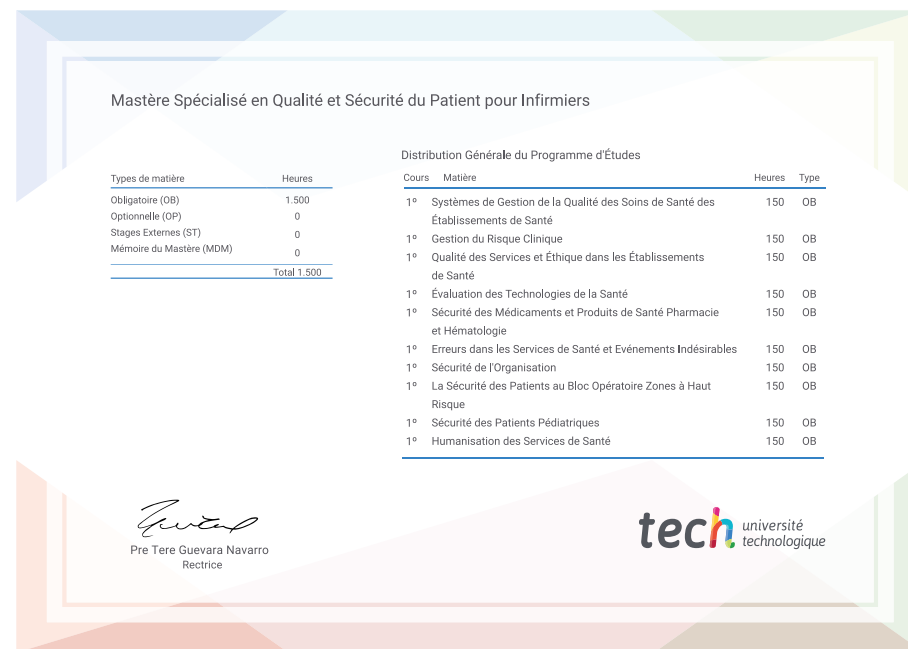 Mastère Spécialisé en Qualité et Sécurité du Patient pour Infirmiers
Types de matière Heures
Obligatoire (OB) 1.500
Optionnelle (OP) 0
Stages Externes (ST) 0
Mémoire du Mastère (MDM) 0
Total 1.500
Distribution Générale du Programme d'Études
Cours Matière Heures Type
1º Systèmes de Gestion de la Qualité des Soins de Santé des 150 OB
Établissements de Santé
1º Gestion du Risque Clinique 150 OB
1º Qualité des Services et Éthique dans les Établissements 150 OB
de Santé
1º Évaluation des Technologies de la Santé 150 OB
1º Sécurité des Médicaments et Produits de Santé Pharmacie 150 OB
et Hématologie
1º Erreurs dans les Services de Santé et Evénements Indésirables 150 OB
1º Sécurité de l'Organisation 150 OB
1º La Sécurité des Patients au Bloc Opératoire Zones à Haut 150 OB
Risque
1º Sécurité des Patients Pédiatriques 150 OB
1º Humanisation des Services de Santé 150 OB
Pre Tere Guevara Navarro
Rectrice
tech université
technologique